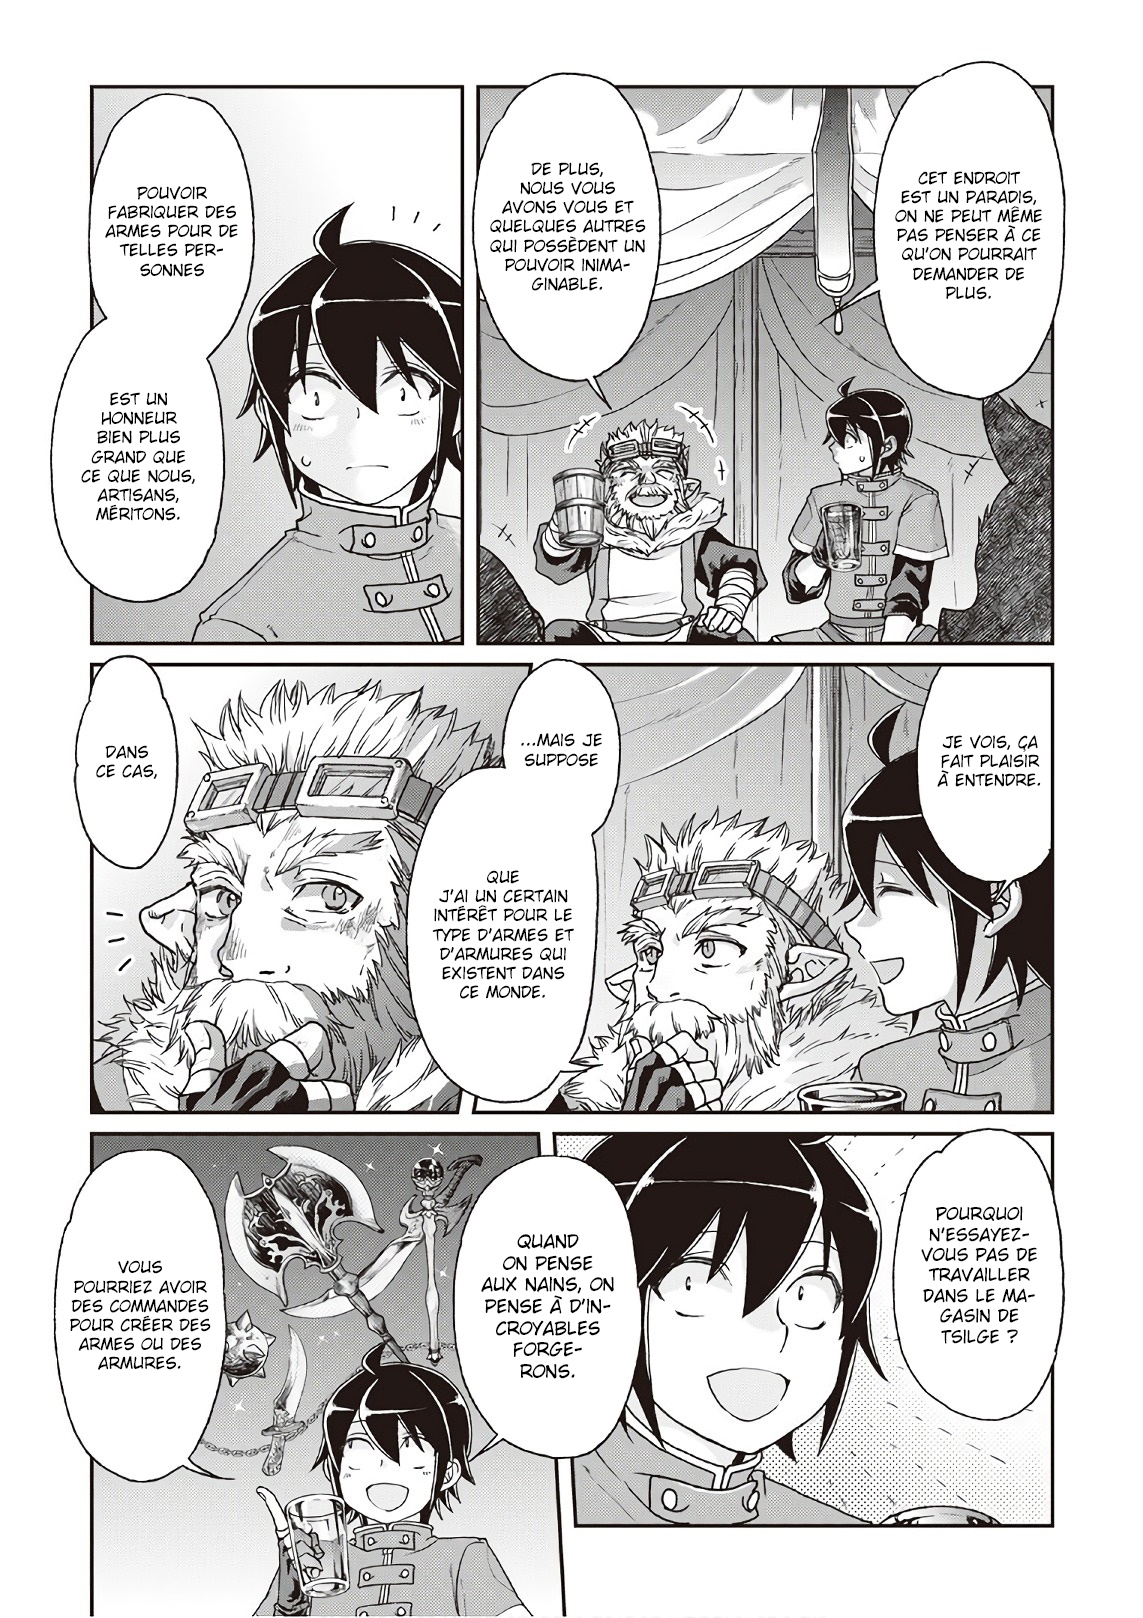 CET ENDROIT
EST UN PARADIS,
ON NE PEUT MÊME
PAS PENSER À CE
QU'ON POURRAIT
DEMANDER DE
PLUS.
DE PLUS,
NOUS VOUS
AVONS VOUS ET
QUELQUES AUTRES
QUI POSSÈDENT UN
POUVOIR INIMA-
GINABLE.
POUVOIR
FABRIQUER DES
ARMES POUR DE
TELLES PER-
SONNES
EST UN
HONNEUR
BIEN PLUS
GRAND QUE
CE QUE NOUS,
ARTISANS,
MÉRITONS.
JE VOIS, ÇA
FAIT PLAISIR
À ENTENDRE.
...MAIS JE
SUPPOSE
QUE
J'AI UN CERTAIN
INTÉRÊT POUR LE
TYPE D'ARMES ET
D'ARMURES QUI
EXISTENT DANS
CE MONDE.
DANS
CE CAS,
POURQUOI
N'ESSAYEZ-
VOUS PAS DE
TRAVAILLER
DANS LE MA-
GASIN DE
TSILGE ?
QUAND
ON PENSE
AUX NAINS, ON
PENSE À D'IN-
CROYABLES
FORGE-
RONS.
VOUS
POURRIEZ AVOIR
DES COMMANDES
POUR CRÉER DES
ARMES OU DES
ARMURES.